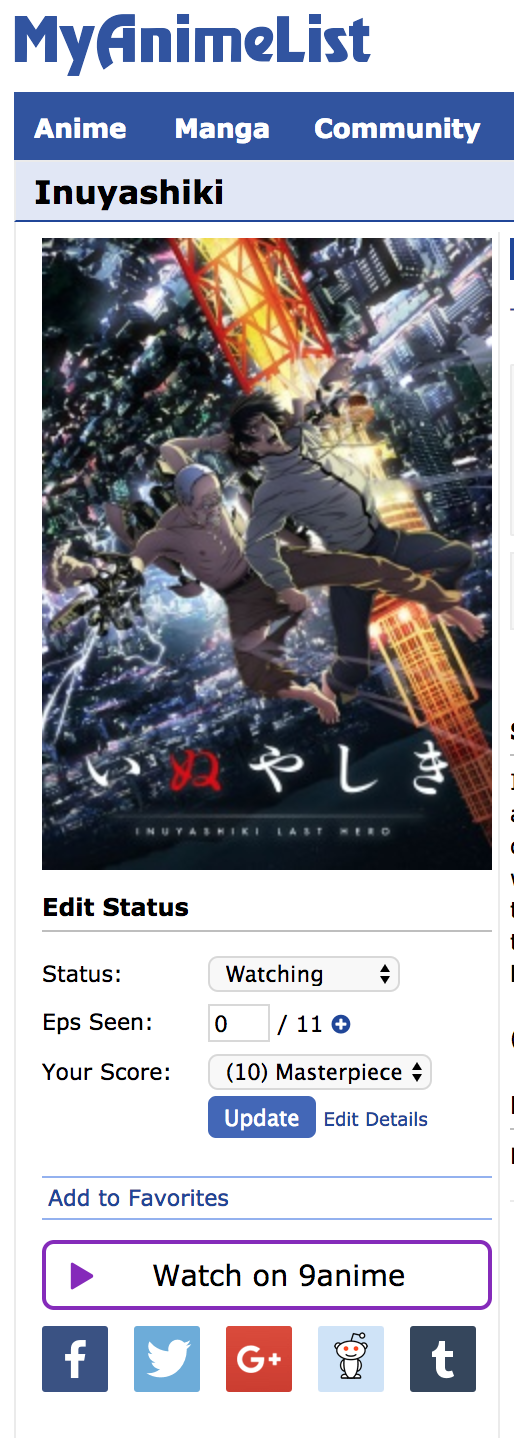 MyAnimeList
Anime Manga Community
Inuyashiki
いぬやしき
INUYASHIKI LAST HERO
Edit Status
Status: Watching
Eps Seen: 0 / 11
Your Score: (10) Masterpiece
Update Edit Details
Add to Favorites
Watch on 9anime
f G+ t